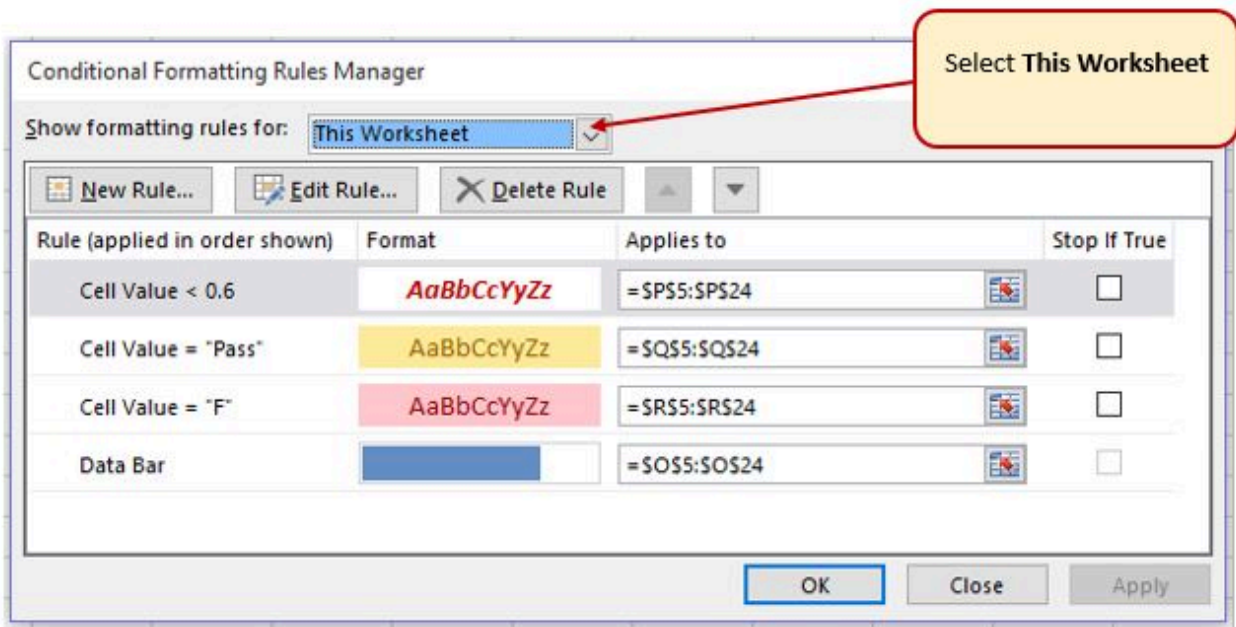 Select This Worksheet
Conditional Formatting Rules Manager
Show formatting rules for: This Worksheet
New Rule... Edit Rule... Delete Rule
Rule (applied in order shown) Format Applies to Stop If True
Cell Value < 0.6 AaBbCcYyZz =$P$5:$P$24
Cell Value = "Pass" AaBbCcYyZz =$Q$5:$Q$24
Cell Value = "F" AaBbCcYyZz =$R$5:$R$24
Data Bar =$O$5:$O$24
OK Close Apply